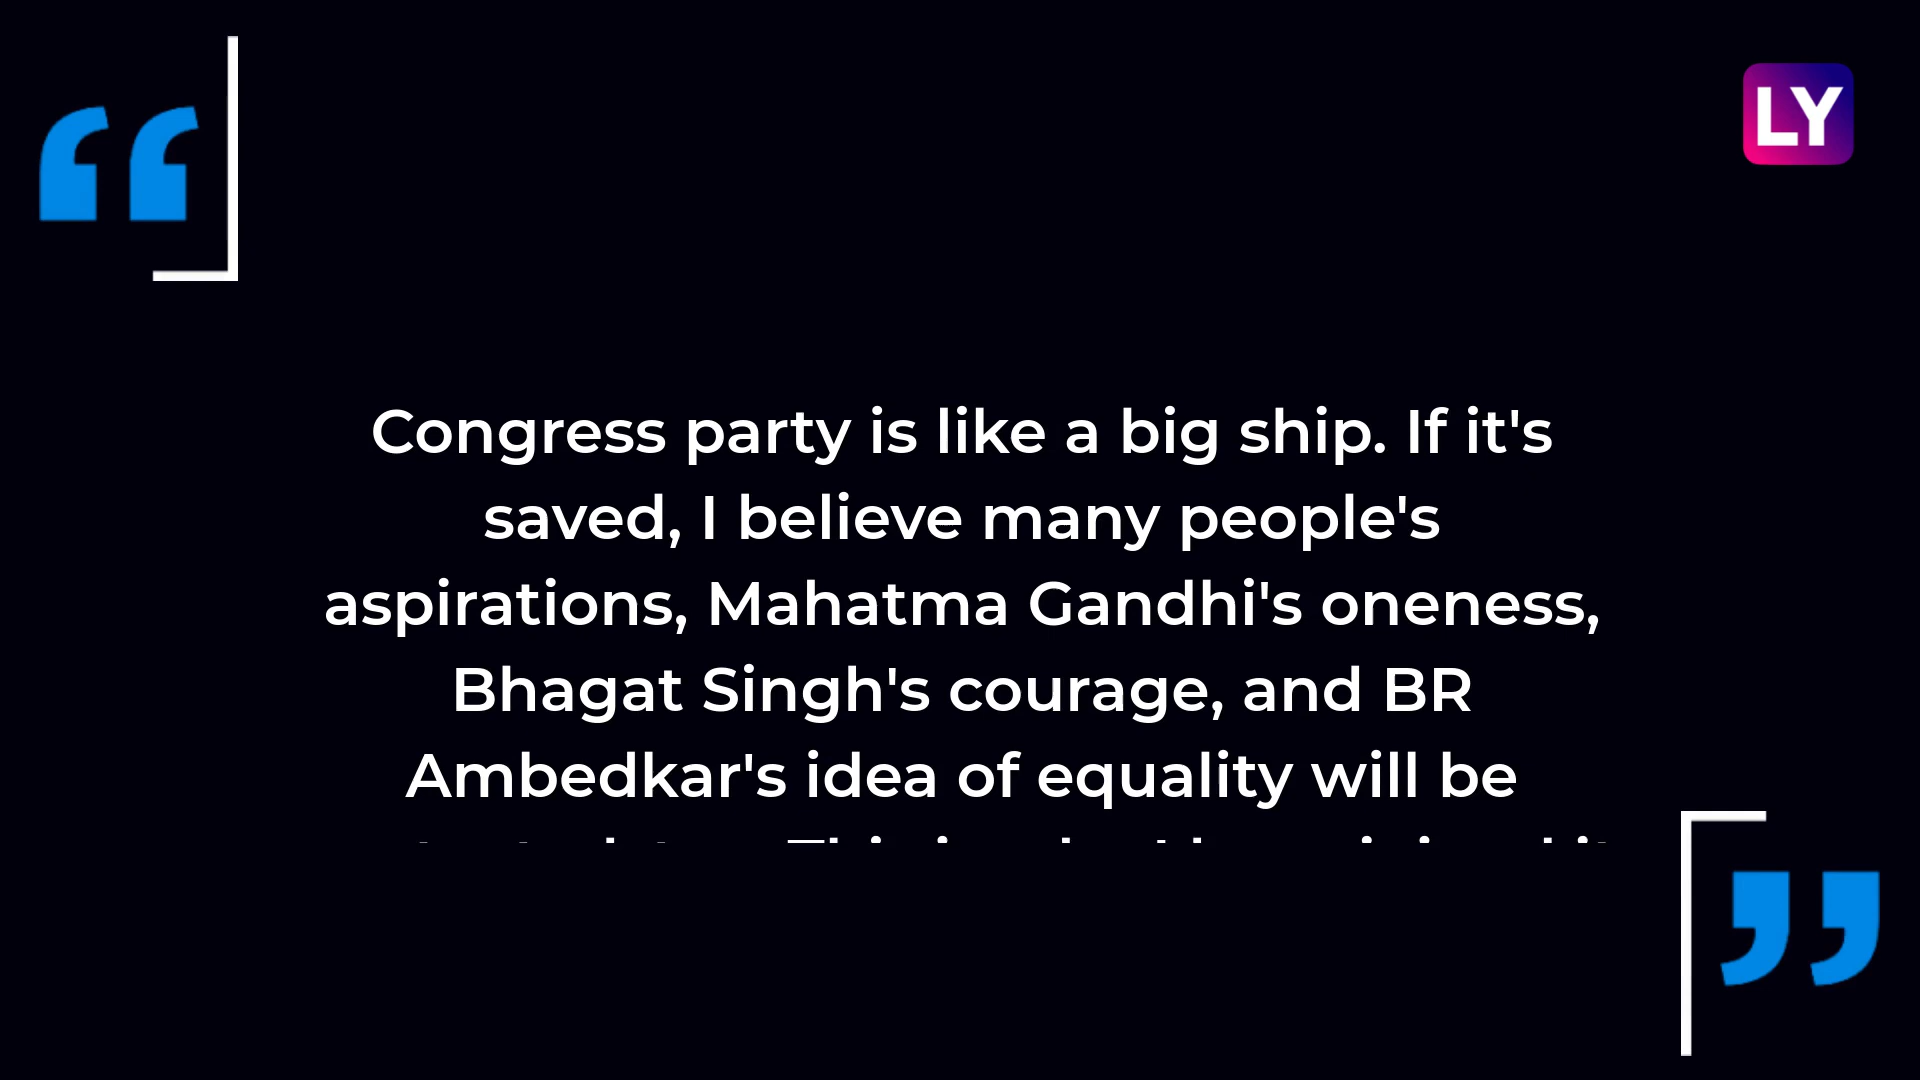 LY
Congress party is like a big ship. If it's
saved, I believe many people's
aspirations, Mahatma Gandhi's oneness,
Bhagat Singh's courage, and BR
Ambedkar's idea of equality will be